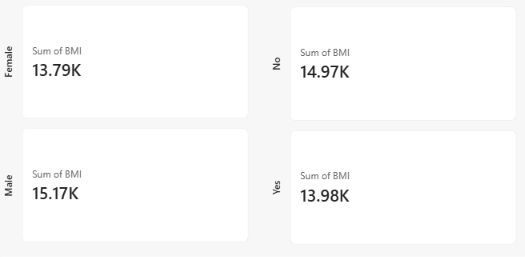 Female
Sum of BMI
13.79K
No
Sum of BMI
14.97K
Male
Sum of BMI
15.17K
Yes
Sum of BMI
13.98K